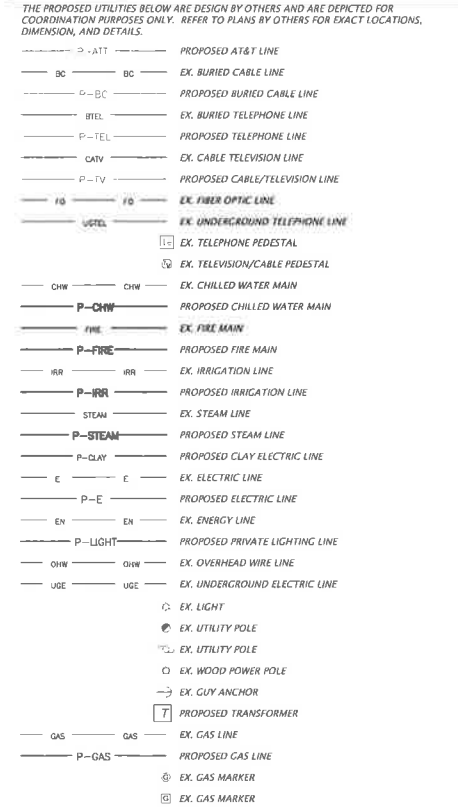 THE PROPOSED UTILITIES BELOW ARE DESIGN BY OTHERS AND ARE DEPICTED FOR
COORDINATION PURPOSES ONLY. REFER TO PLANS BY OTHERS FOR EXACT LOCATIONS,
DIMENSION, AND DETAILS.
P-ATT PROPOSED AT&T LINE
BC BC EX. BURIED CABLE LINE
P-BC PROPOSED BURIED CABLE LINE
BTEL EX. BURIED TELEPHONE LINE
P-TEL PROPOSED TELEPHONE LINE
CATV EX. CABLE TELEVISION LINE
P-TV PROPOSED CABLE/TELEVISION LINE
FO FO EX. FIBER OPTIC LINE
UGTEL EX. UNDERGROUND TELEPHONE LINE
EX. TELEPHONE PEDESTAL
EX. TELEVISION/CABLE PEDESTAL
CHW CHW EX. CHILLED WATER MAIN
P-CHW PROPOSED CHILLED WATER MAIN
FIRE EX. FIRE MAIN
P-FIRE PROPOSED FIRE MAIN
IRR IRR EX. IRRIGATION LINE
P-IRR PROPOSED IRRIGATION LINE
STEAM EX. STEAM LINE
P-STEAM PROPOSED STEAM LINE
P-CLAY PROPOSED CLAY ELECTRIC LINE
E E EX. ELECTRIC LINE
P-E PROPOSED ELECTRIC LINE
EN EN EX. ENERGY LINE
P-LIGHT PROPOSED PRIVATE LIGHTING LINE
OHW OHW EX. OVERHEAD WIRE LINE
UGE UGE EX. UNDERGROUND ELECTRIC LINE
EX. LIGHT
EX. UTILITY POLE
EX. UTILITY POLE
EX. WOOD POWER POLE
EX. GUY ANCHOR
T PROPOSED TRANSFORMER
GAS GAS EX. GAS LINE
P-GAS PROPOSED GAS LINE
G EX. GAS MARKER
G EX. GAS MARKER